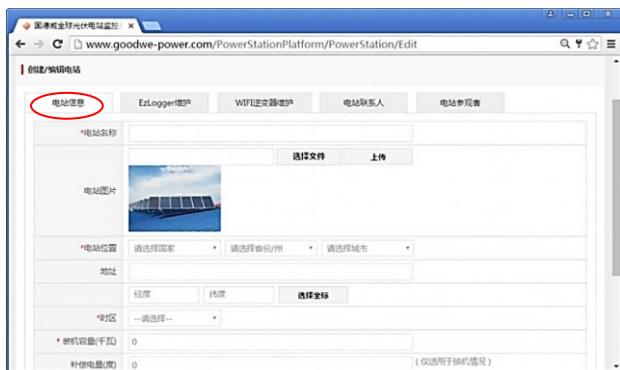 国德威全球光伏电站监控
www.goodwe-power.com/PowerStationPlatform/PowerStation/Edit
创建/编辑电站
电站信息 EzLogger维护 WIFI逆变器维护 电站联系人 电站参观者
*电站名称
选择文件 上传
电站图片
*电站位置 请选择国家 请选择省份/州 请选择城市
地址
经度 纬度 选择坐标
*时区 --请选择--
* 装机容量(千瓦) 0
补偿电量(度) 0 (仅适用于换机情况)